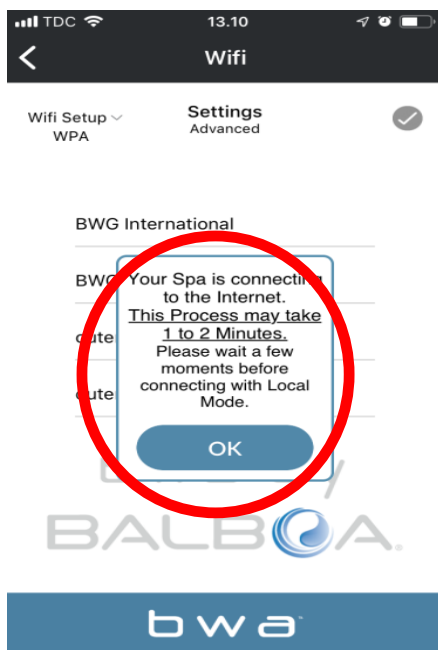 TDC 13.10
Wifi
Wifi Setup Settings
WPA Advanced
BWG International
BWG
Your Spa is connecting
to the Internet.
This Process may take
1 to 2 Minutes.
Please wait a few
moments before
connecting with Local
Mode.
OK
BALBOA
bwa